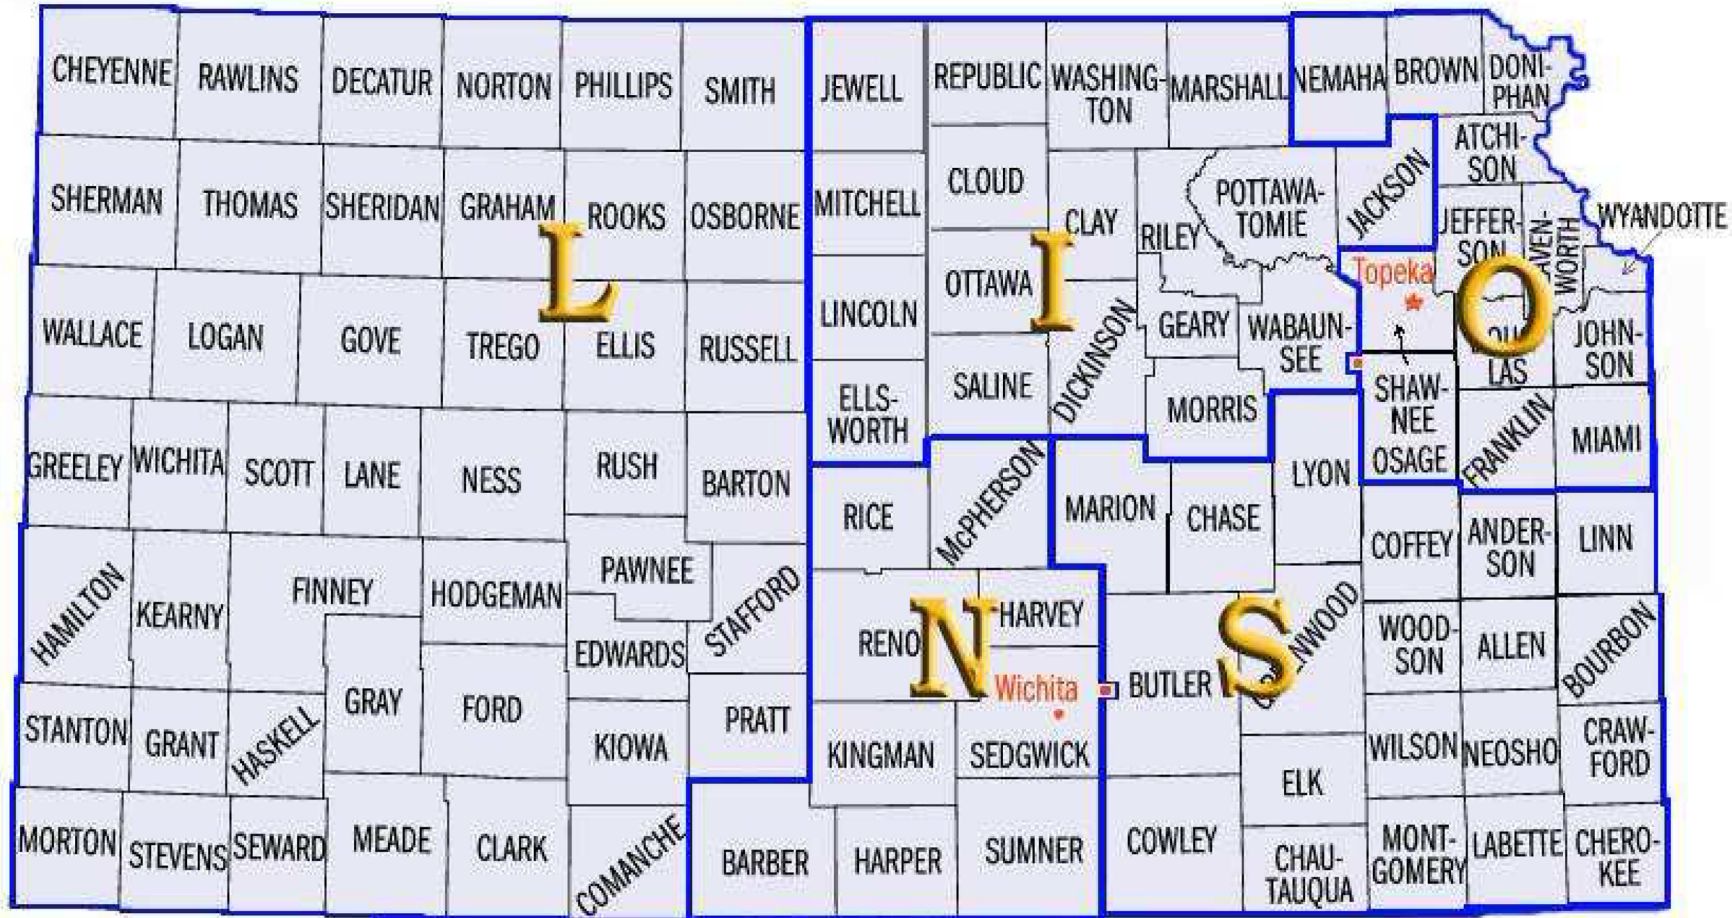 CHEYENNE
RAWLINS
DECATUR
NORTON
PHILLIPS
SMITH
JEWELL
REPUBLIC
WASHING-
TON
MARSHALL
NEMAHA
BROWN
DONI-
PHAN
ATCHI-
SON
SHERMAN
THOMAS
SHERIDAN
GRAHAM
ROOKS
OSBORNE
MITCHELL
CLOUD
CLAY
RILEY
POTTAWA-
TOMIE
JACKSON
JEFFER-
SON
WORTH
WYANDOTTE
L
I
O
Topeka
WALLACE
LOGAN
GOVE
TREGO
ELLIS
RUSSELL
LINCOLN
OTTAWA
SALINE
DICKINSON
GEARY
WABAUN-
SEE
LAS
JOHN-
SON
ELLS-
WORTH
MORRIS
SHAW-
NEE
OSAGE
FRANKLIN
MIAMI
GREELEY
WICHITA
SCOTT
LANE
NESS
RUSH
BARTON
RICE
McPHERSON
MARION
CHASE
LYON
COFFEY
ANDER-
SON
LINN
HAMILTON
KEARNY
FINNEY
HODGEMAN
PAWNEE
STAFFORD
EDWARDS
RENO
HARVEY
N
S
Wichita
BUTLER
WOOD-
SON
ALLEN
BOURBON
STANTON
GRANT
HASKELL
GRAY
FORD
KIOWA
PRATT
KINGMAN
SEDGWICK
ELK
WILSON
NEOSHO
CRAW-
FORD
MORTON
STEVENS
SEWARD
MEADE
CLARK
COMANCHE
BARBER
HARPER
SUMNER
COWLEY
CHAU-
TAUQUA
MONT-
GOMERY
LABETTE
CHERO-
KEE